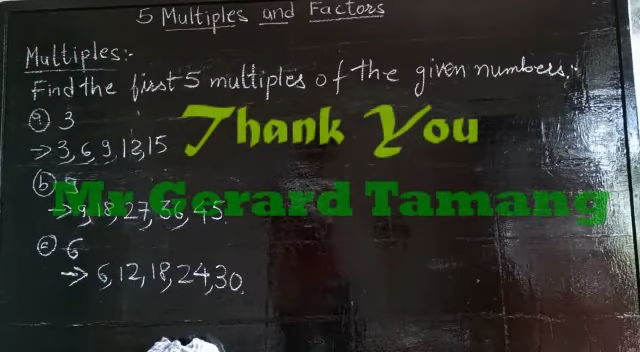 5 Multiples and Factors
Multiples:-
Find the first 5 multiples of the given numbers:
(a) 3
→ 3, 6, 9, 12, 15
Thank You
(b) 9
Mr Gerard Tamang
→ 9, 18, 27, 36, 45.
(c) 6
→ 6, 12, 18, 24, 30.